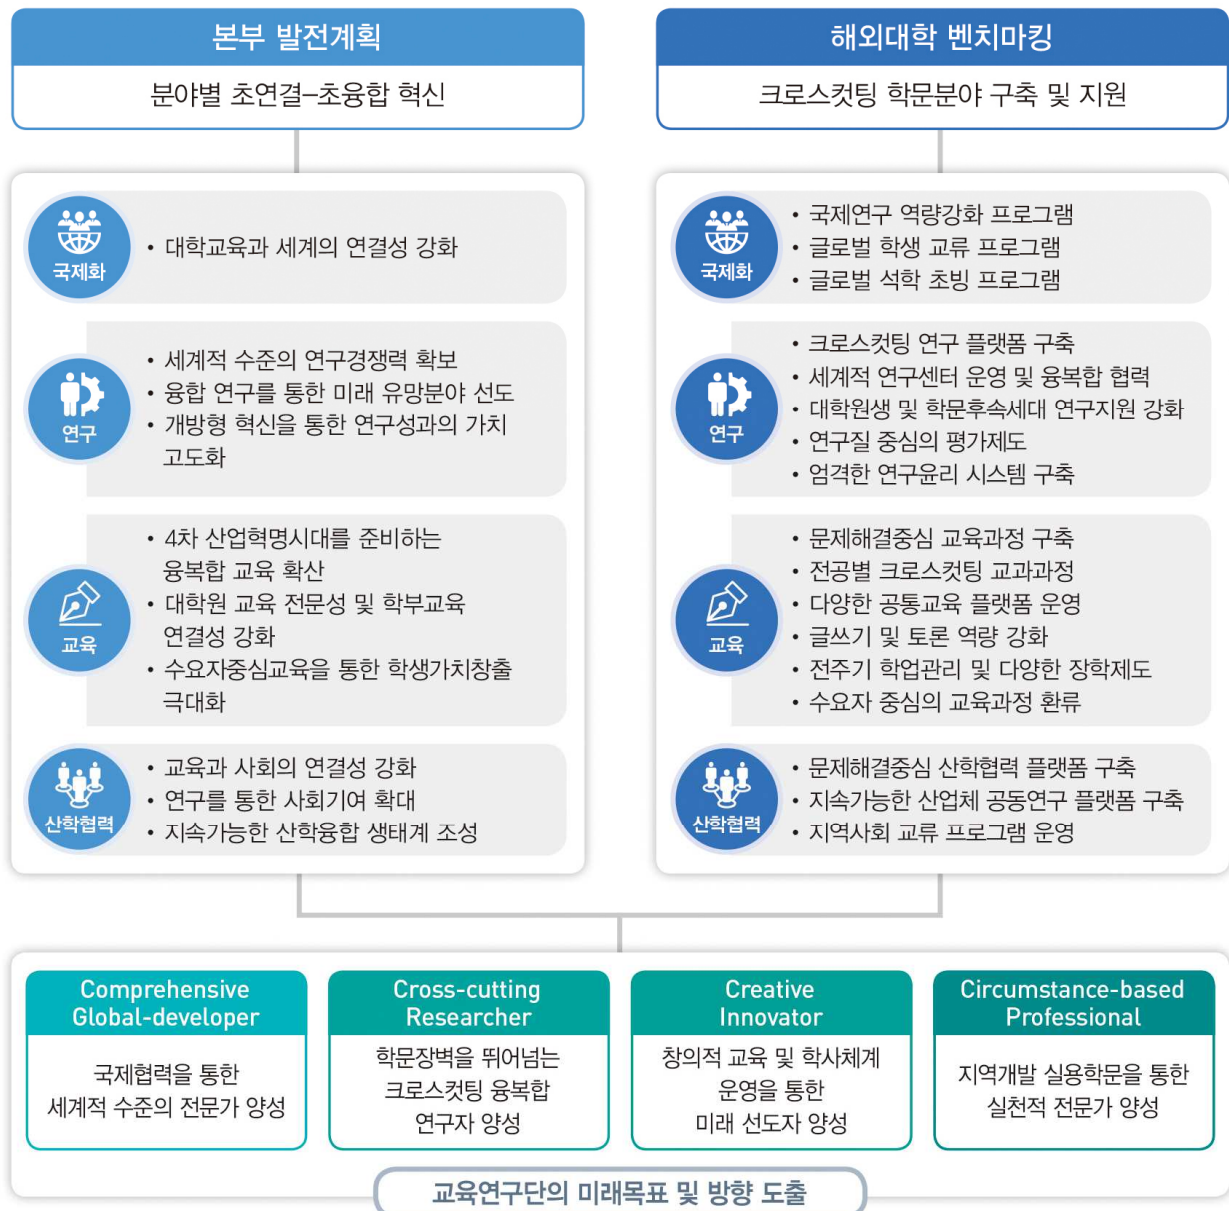 본부 발전계획
분야별 초연결–초융합 혁신
국제화
• 대학교육과 세계의 연결성 강화
연구
• 세계적 수준의 연구경쟁력 확보
• 융합 연구를 통한 미래 유망분야 선도
• 개방형 혁신을 통한 연구성과의 가치
고도화
교육
• 4차 산업혁명시대를 준비하는
융복합 교육 확산
• 대학원 교육 전문성 및 학부교육
연결성 강화
• 수요자중심교육을 통한 학생가치창출
극대화
산학협력
• 교육과 사회의 연결성 강화
• 연구를 통한 사회기여 확대
• 지속가능한 산학융합 생태계 조성
해외대학 벤치마킹
크로스컷팅 학문분야 구축 및 지원
국제화
• 국제연구 역량강화 프로그램
• 글로벌 학생 교류 프로그램
• 글로벌 석학 초빙 프로그램
연구
• 크로스컷팅 연구 플랫폼 구축
• 세계적 연구센터 운영 및 융복합 협력
• 대학원생 및 학문후속세대 연구지원 강화
• 연구질 중심의 평가제도
• 엄격한 연구윤리 시스템 구축
교육
• 문제해결중심 교육과정 구축
• 전공별 크로스컷팅 교과과정
• 다양한 공통교육 플랫폼 운영
• 글쓰기 및 토론 역량 강화
• 전주기 학업관리 및 다양한 장학제도
• 수요자 중심의 교육과정 환류
산학협력
• 문제해결중심 산학협력 플랫폼 구축
• 지속가능한 산업체 공동연구 플랫폼 구축
• 지역사회 교류 프로그램 운영
Comprehensive
Global-developer
국제협력을 통한
세계적 수준의 전문가 양성
Cross-cutting
Researcher
학문장벽을 뛰어넘는
크로스컷팅 융복합
연구자 양성
Creative
Innovator
창의적 교육 및 학사체계
운영을 통한
미래 선도자 양성
Circumstance-based
Professional
지역개발 실용학문을 통한
실천적 전문가 양성
교육연구단의 미래목표 및 방향 도출